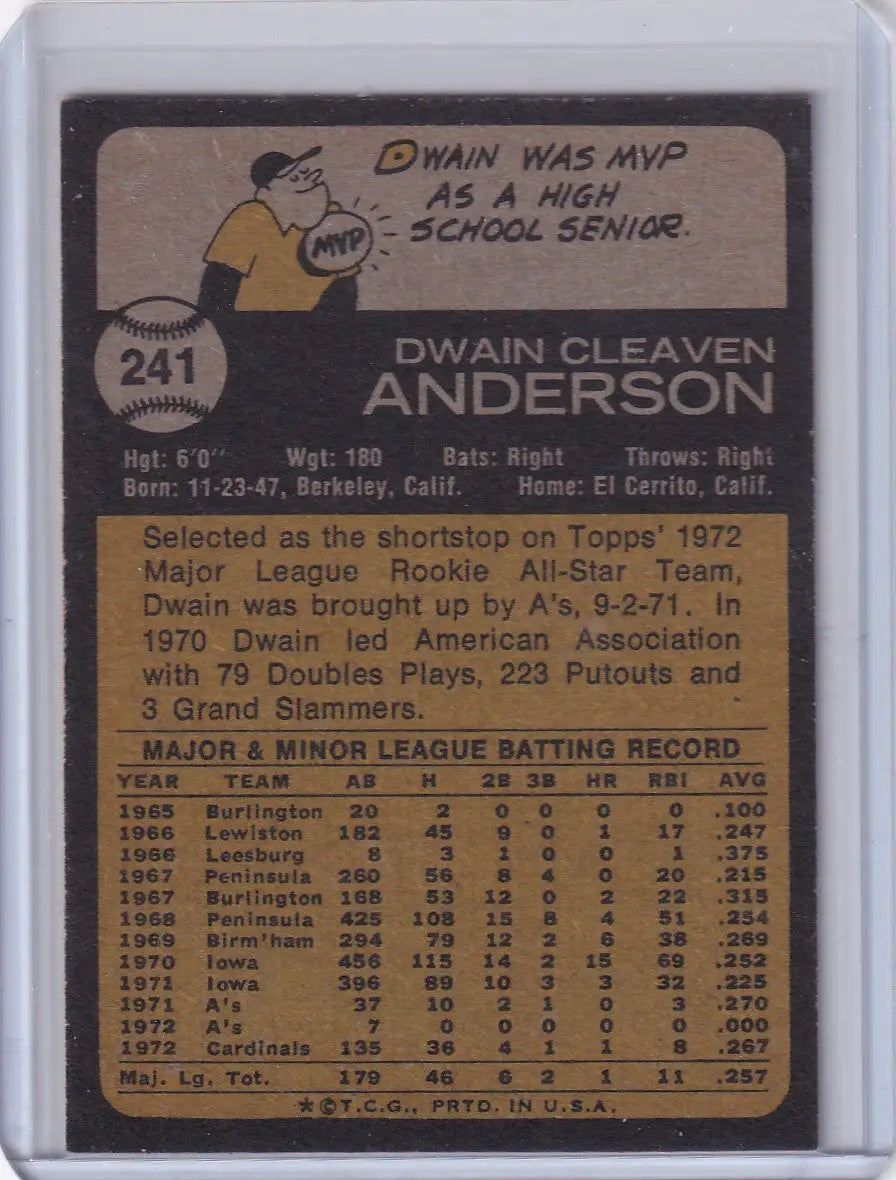 DWAIN WAS MVP
AS A HIGH
SCHOOL SENIOR.
MVP
241
DWAIN CLEAVEN
ANDERSON
Hgt: 6'0" Wgt: 180 Bats: Right Throws: Right
Born: 11-23-47, Berkeley, Calif. Home: El Cerrito, Calif.
Selected as the shortstop on Topps' 1972
Major League Rookie All-Star Team,
Dwain was brought up by A's, 9-2-71. In
1970 Dwain led American Association
with 79 Doubles Plays, 223 Putouts and
3 Grand Slammers.
MAJOR & MINOR LEAGUE BATTING RECORD
YEAR TEAM AB H 2B 3B HR RBI AVG
1965 Burlington 20 2 0 0 0 0 .100
1966 Lewiston 182 45 9 0 1 17 .247
1966 Leesburg 8 3 1 0 0 1 .375
1967 Peninsula 260 56 8 4 0 20 .215
1967 Burlington 168 53 12 0 2 22 .315
1968 Peninsula 425 108 15 8 4 51 .254
1969 Birm'ham 294 79 12 2 6 38 .269
1970 Iowa 456 115 14 2 15 69 .252
1971 Iowa 396 89 10 3 3 32 .225
1971 A's 37 10 2 1 0 3 .270
1972 A's 7 0 0 0 0 0 .000
1972 Cardinals 135 36 4 1 1 8 .267
Maj. Lg. Tot. 179 46 6 2 1 11 .257
*©T.C.G., PRTD. IN U.S.A.